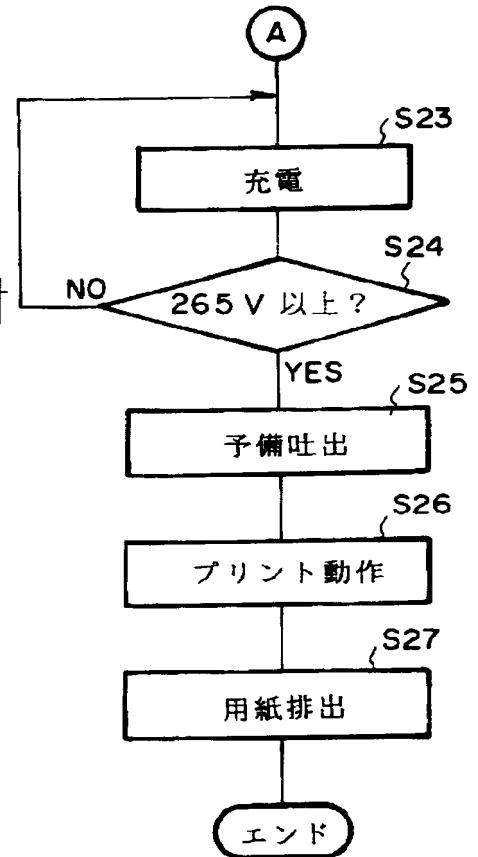 A
S23
充電
S24
265V 以上?
NO
YES
S25
予備吐出
S26
プリント動作
S27
用紙排出
エンド